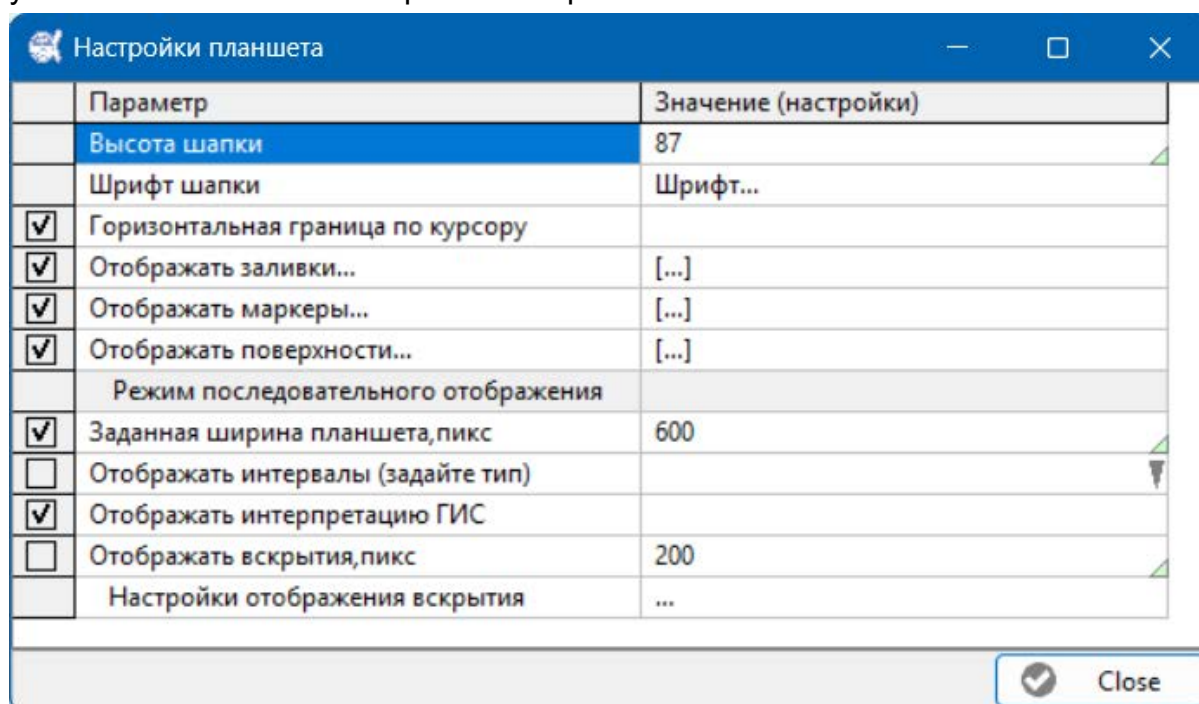 Настройки планшета
Параметр Значение (настройки)
Высота шапки 87
Шрифт шапки Шрифт...
Горизонтальная граница по курсору
Отображать заливки... [...]
Отображать маркеры... [...]
Отображать поверхности... [...]
Режим последовательного отображения
Заданная ширина планшета,пикс 600
Отображать интервалы (задайте тип)
Отображать интерпретацию ГИС
Отображать вскрытия,пикс 200
Настройки отображения вскрытия ...
Close